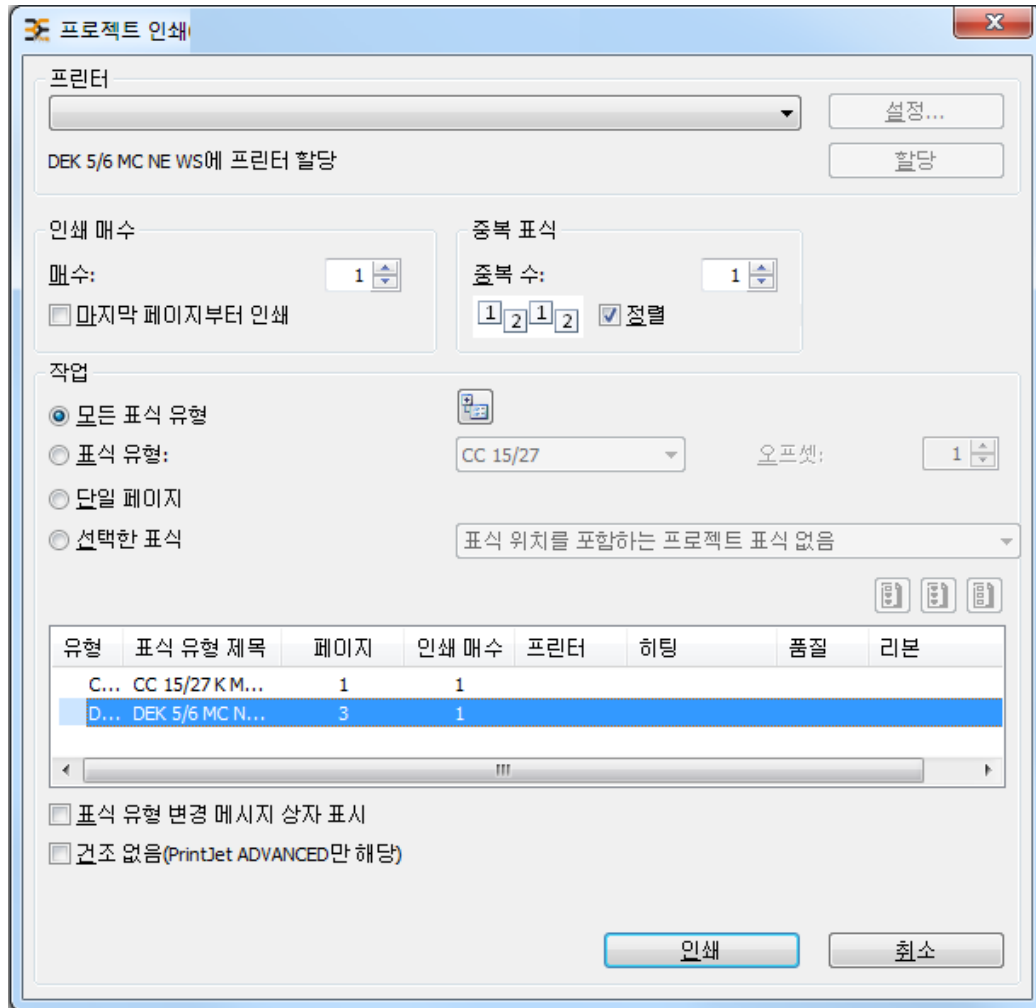 프로젝트 인쇄(
프린터
설정...
DEK 5/6 MC NE WS에 프린터 할당
할당
인쇄 매수
중복 표식
매수:
1
중복 수:
1
마지막 페이지부터 인쇄
1 2 1 2
정렬
작업
모든 표식 유형
표식 유형:
CC 15/27
오프셋:
1
단일 페이지
선택한 표식
표식 위치를 포함하는 프로젝트 표식 없음
유형 표식 유형 제목 페이지 인쇄 매수 프린터 히팅 품질 리본
C... CC 15/27 K M... 1 1
D... DEK 5/6 MC N... 3 1
표식 유형 변경 메시지 상자 표시
건조 없음(PrintJet ADVANCED만 해당)
인쇄
취소